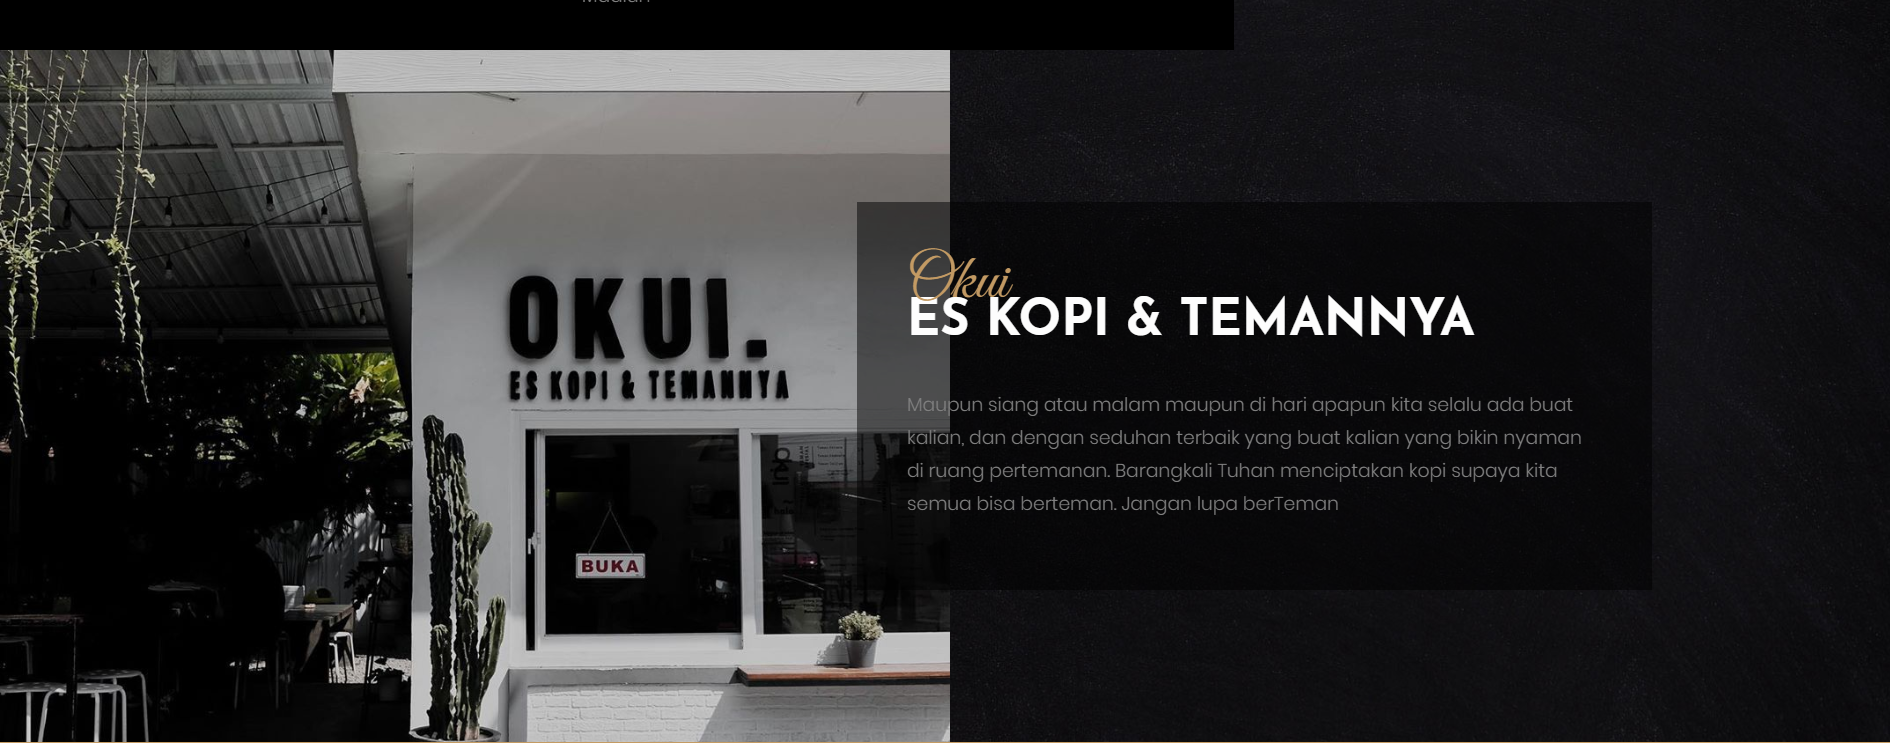 OKUI.
ES KOPI & TEMANNYA
BUKA
Okui
ES KOPI & TEMANNYA
Maupun siang atau malam maupun di hari apapun kita selalu ada buat
kalian, dan dengan seduhan terbaik yang buat kalian yang bikin nyaman
di ruang pertemanan. Barangkali Tuhan menciptakan kopi supaya kita
semua bisa berteman. Jangan lupa berTeman